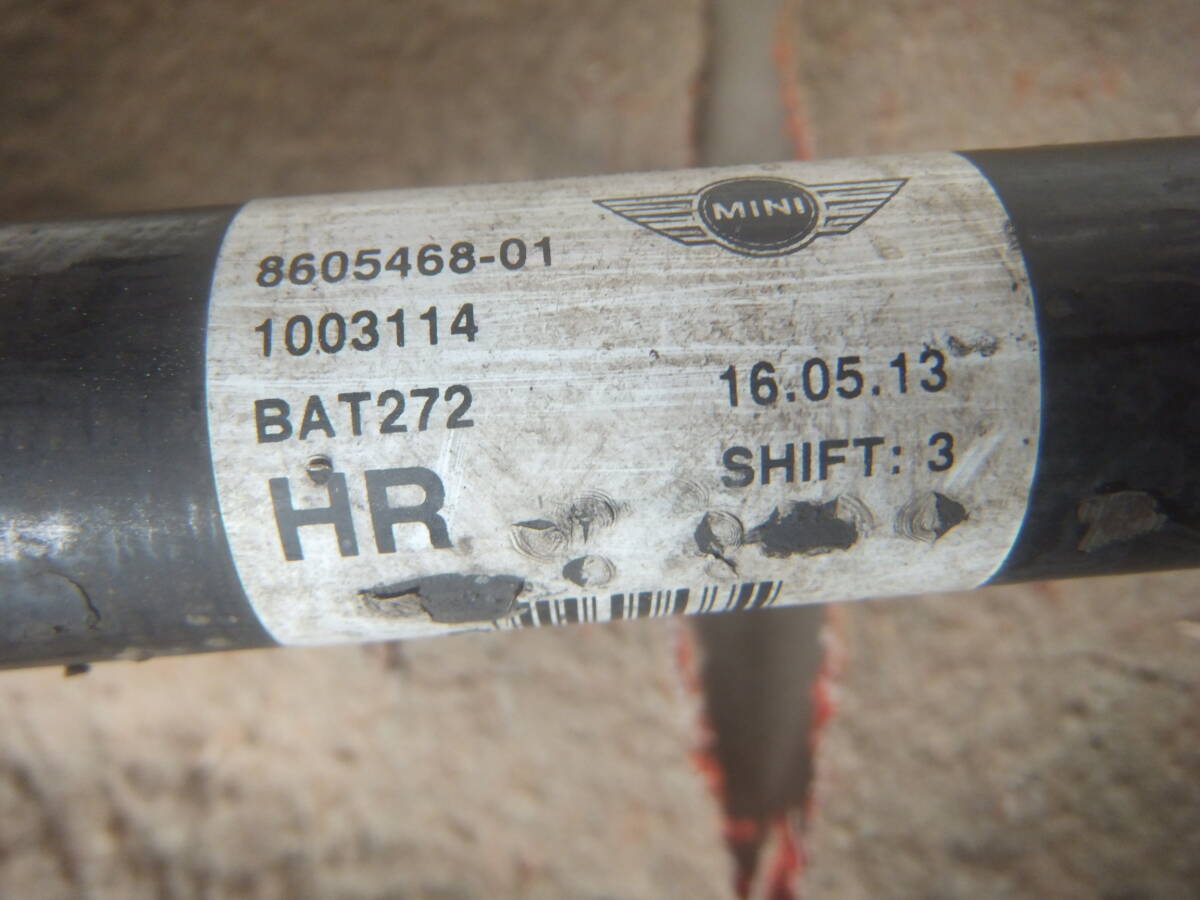 MINI
8605468-01
1003114
16.05.13
BAT272
SHIFT: 3
HR